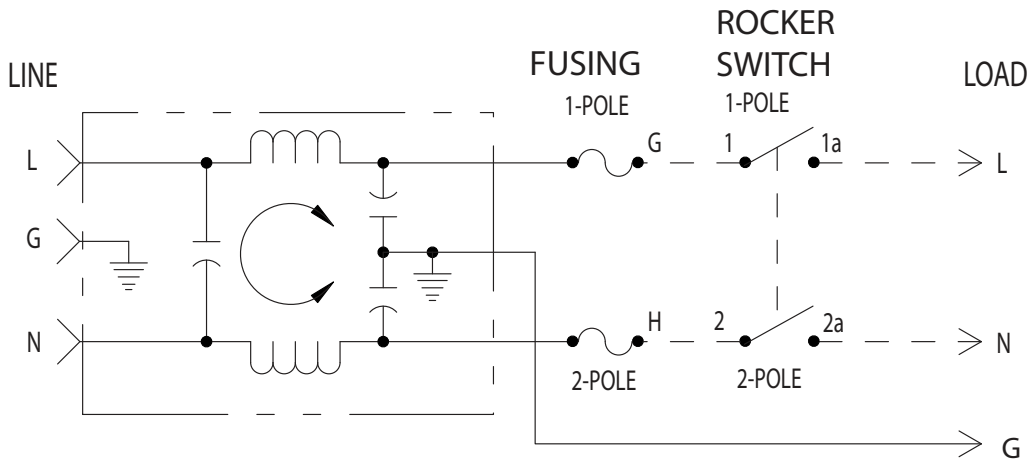 LINE
FUSING
1-POLE
ROCKER
SWITCH
1-POLE
LOAD
L
G
1
1a
L
G
N
H
2
2a
N
2-POLE
2-POLE
G